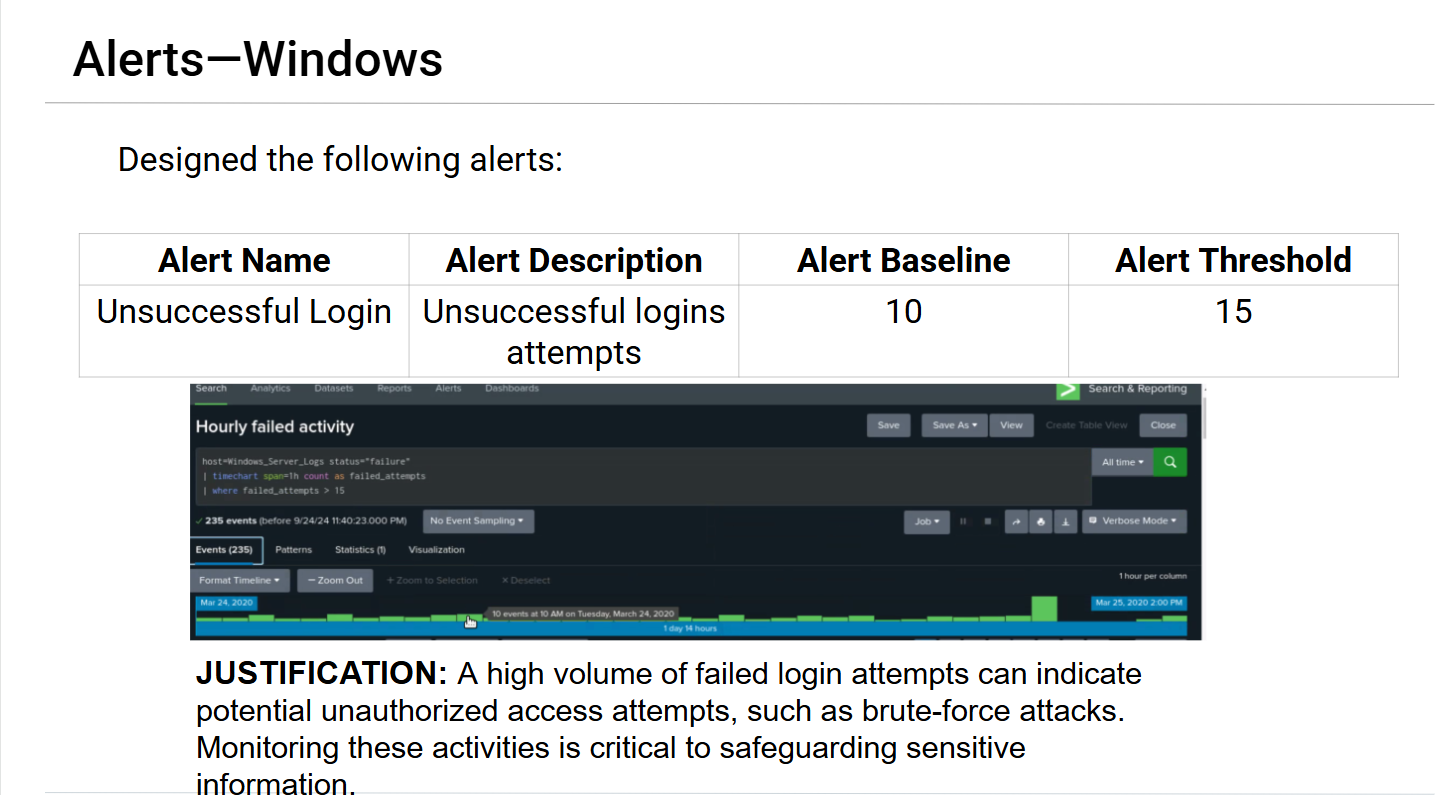 Alerts—Windows
Designed the following alerts:
Alert Name Alert Description Alert Baseline Alert Threshold
Unsuccessful Login Unsuccessful logins attempts 10 15
Search Analytics Datasets Reports Alerts Dashboards Search & Reporting
Hourly failed activity Save Save As View Create Table View Close
host=Windows_Server_Logs status="failure"
| timechart span=1h count as failed_attempts
| where failed_attempts > 15
All time
✓ 235 events (before 9/24/24 11:40:23.000 PM) No Event Sampling Job Verbose Mode
Events (235) Patterns Statistics (1) Visualization
Format Timeline — Zoom Out + Zoom to Selection × Deselect 1 hour per column
Mar 24, 2020 Mar 25, 2020 2:00 PM
10 events at 10 AM on Tuesday, March 24, 2020
1 day 14 hours
JUSTIFICATION: A high volume of failed login attempts can indicate
potential unauthorized access attempts, such as brute-force attacks.
Monitoring these activities is critical to safeguarding sensitive
information.